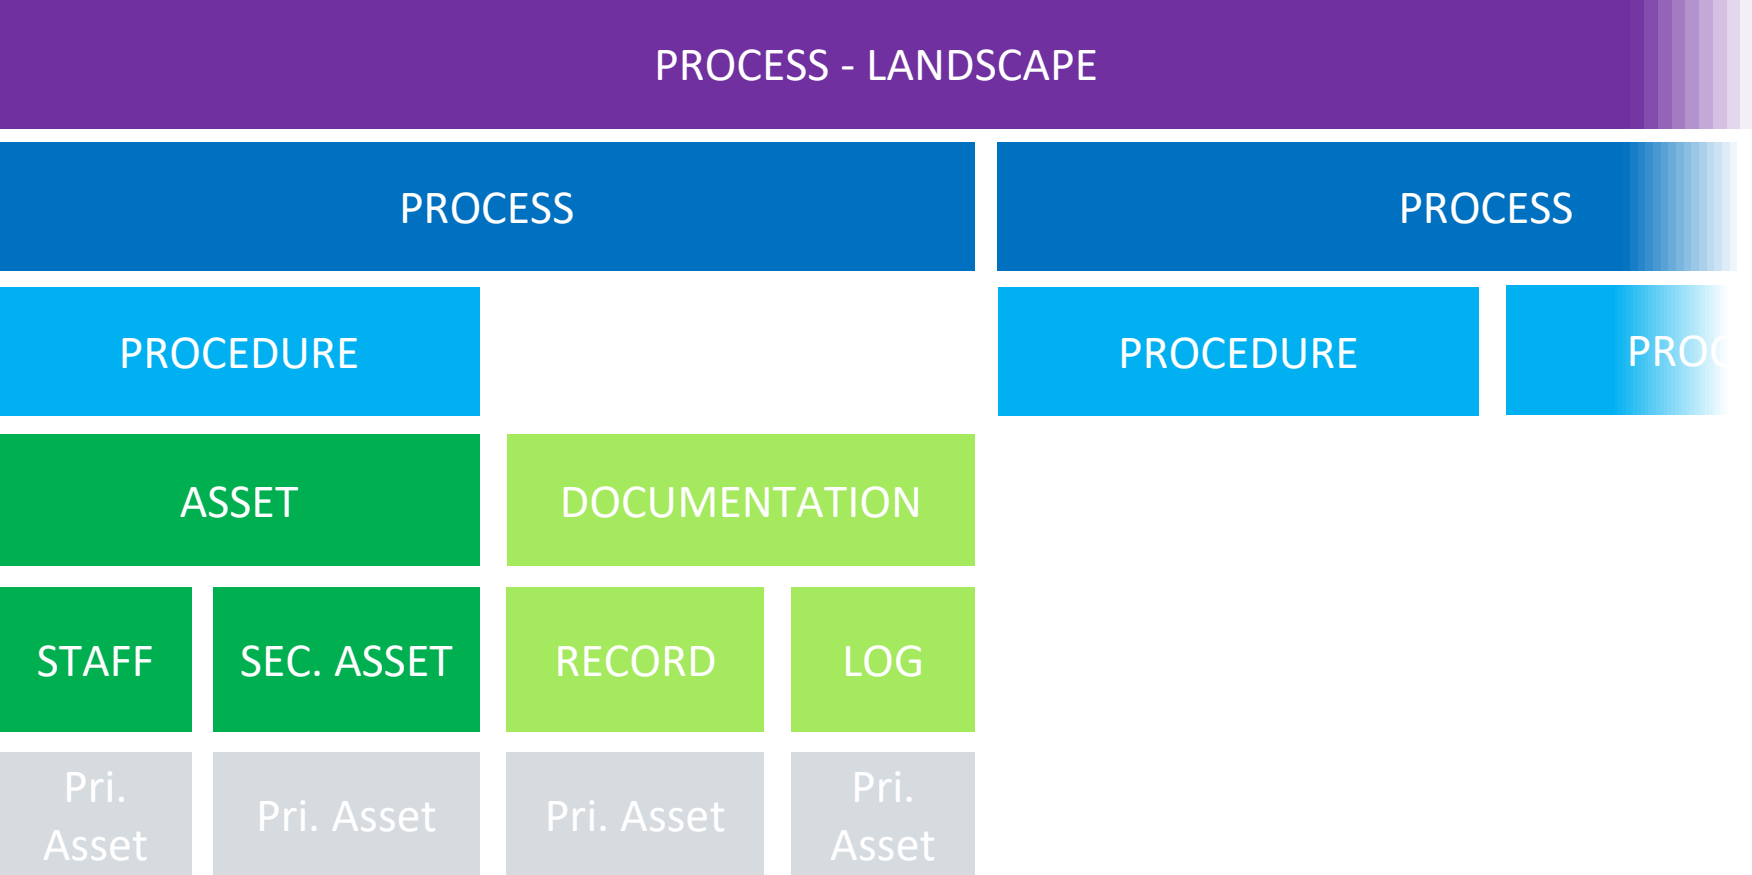 PROCESS - LANDSCAPE
PROCESS
PROCESS
PROCEDURE
PROCEDURE
PROC
ASSET
DOCUMENTATION
STAFF
SEC. ASSET
RECORD
LOG
Pri.
Asset
Pri. Asset
Pri. Asset
Pri.
Asset